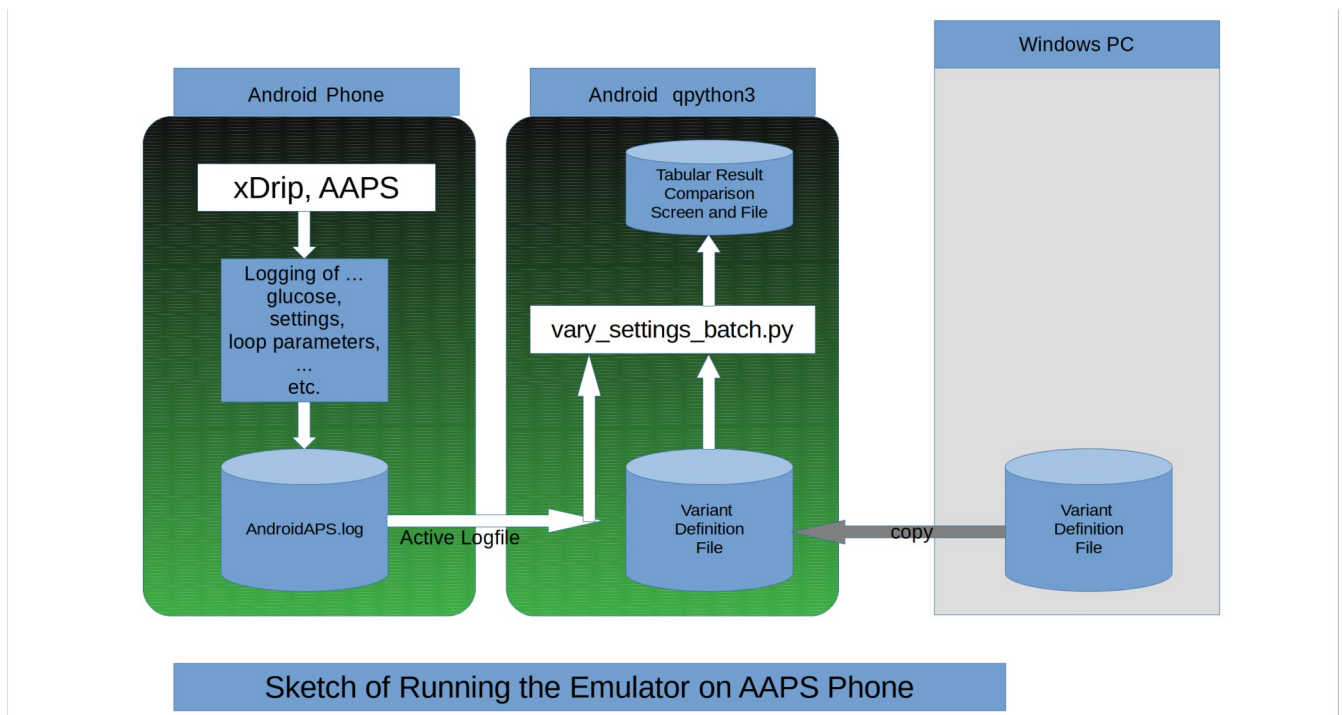 Windows PC
Android Phone
Android qpython3
xDrip, AAPS
Tabular Result
Comparison
Screen and File
Logging of ...
glucose,
settings,
loop parameters,
...
etc.
vary_settings_batch.py
AndroidAPS.log
Active Logfile
Variant
Definition
File
copy
Variant
Definition
File
Sketch of Running the Emulator on AAPS Phone